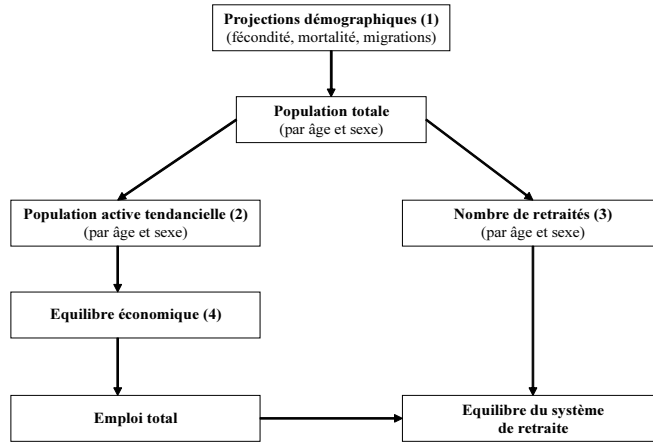 Projections démographiques (1)
(fécondité, mortalité, migrations)
Population totale
(par âge et sexe)
Population active tendancielle (2)
(par âge et sexe)
Nombre de retraités (3)
(par âge et sexe)
Equilibre économique (4)
Emploi total
Equilibre du système
de retraite